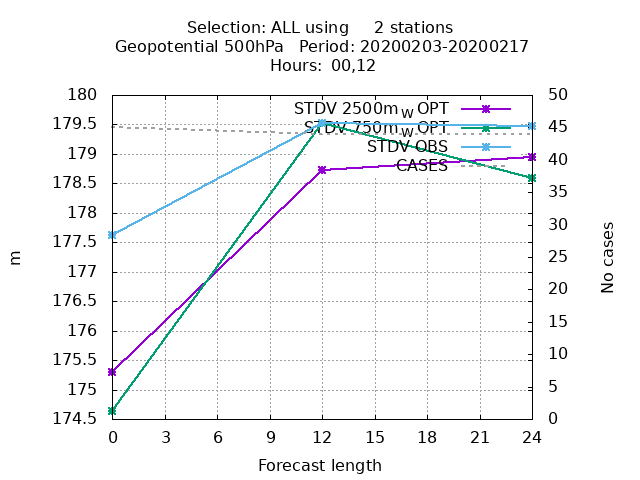 Selection: ALL using     2 stations
Geopotential 500hPa   Period: 20200203-20200217
Hours: 00,12
STDV 2500m_W OPT
STDV 750m_W OPT
STDV OBS
CASES
180
179.5
179
178.5
178
177.5
177
176.5
176
175.5
175
174.5
m
50
45
40
35
30
25
20
15
10
5
0
No cases
0 3 6 9 12 15 18 21 24
Forecast length